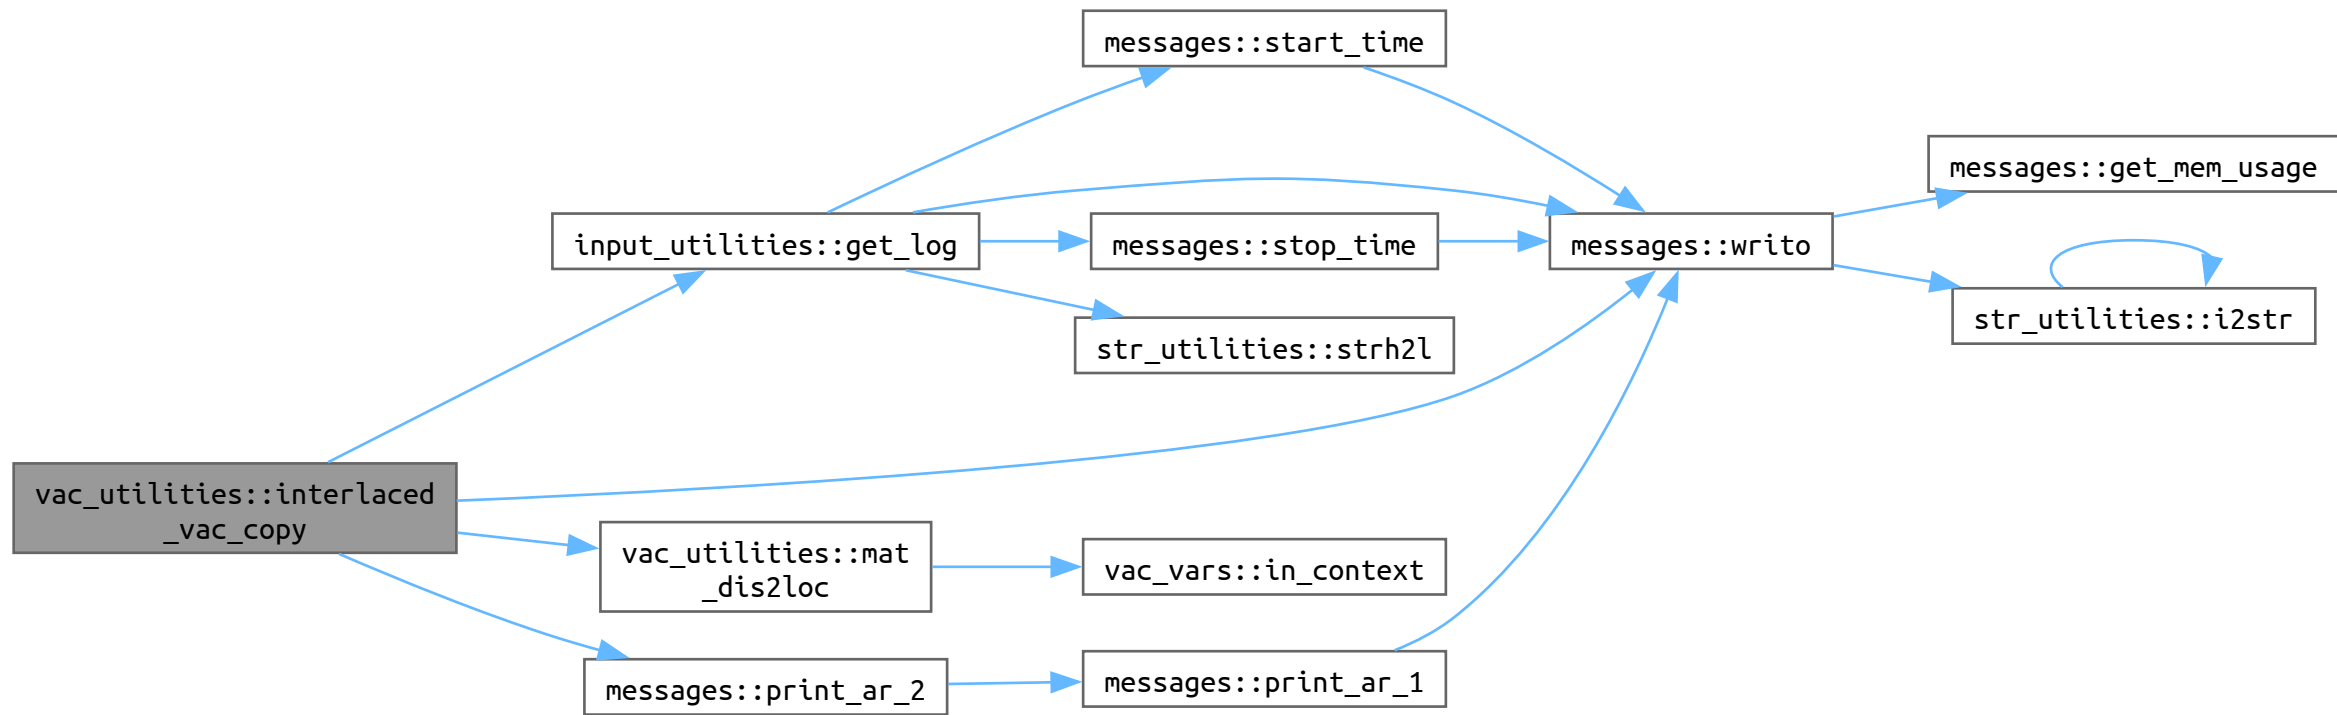 messages::start_time
messages::get_mem_usage
input_utilities::get_log
messages::stop_time
messages::writo
str_utilities::i2str
str_utilities::strh2l
vac_utilities::interlaced
_vac_copy
vac_utilities::mat
_dis2loc
vac_vars::in_context
messages::print_ar_2
messages::print_ar_1